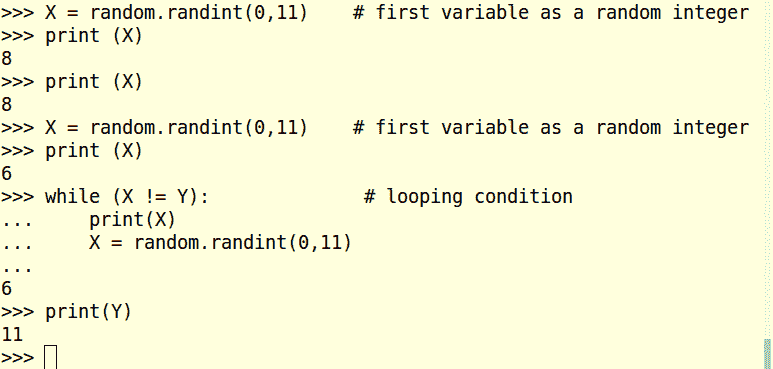 >>> X = random.randint(0,11)    # first variable as a random integer
>>> print (X)
8
>>> print (X)
8
>>> X = random.randint(0,11)    # first variable as a random integer
>>> print (X)
6
>>> while (X != Y):              # looping condition
...     print(X)
...     X = random.randint(0,11)
...
6
>>> print(Y)
11
>>>